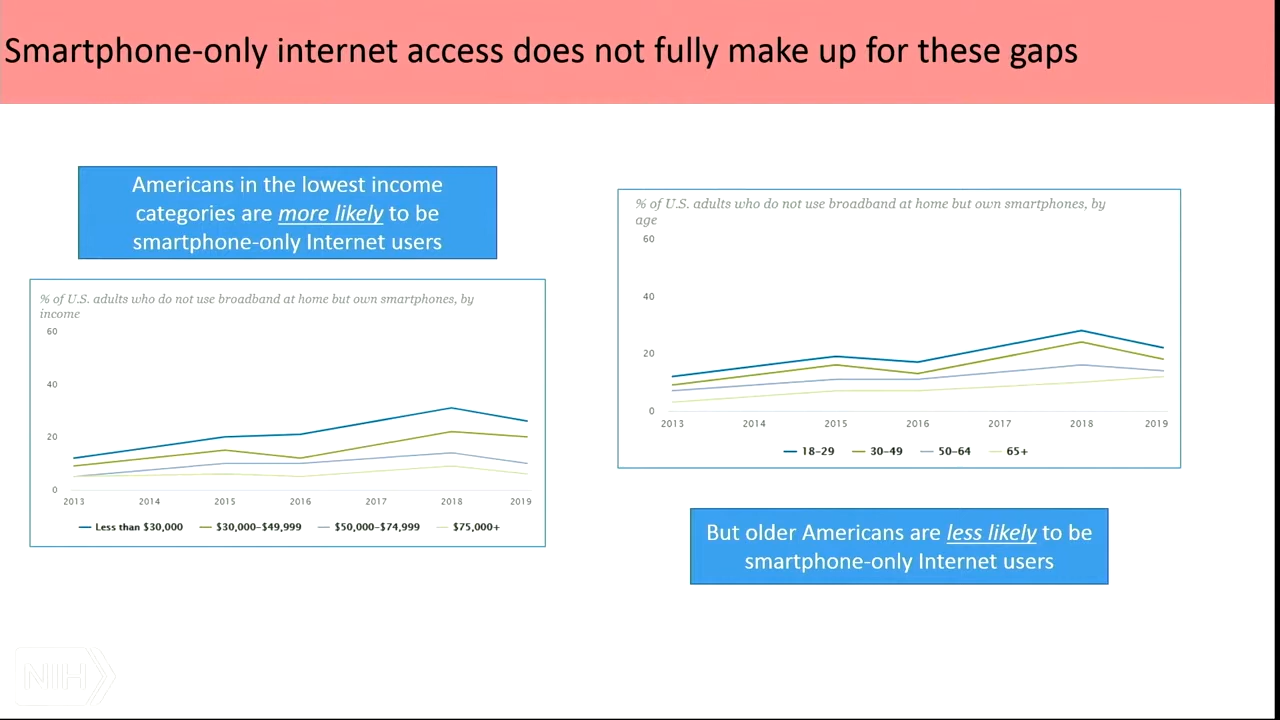 Smartphone-only internet access does not fully make up for these gaps
Americans in the lowest income
categories are more likely to be
smartphone-only Internet users
% of U.S. adults who do not use broadband at home but own smartphones, by
income
60
40
20
0
2013 2014 2015 2016 2017 2018 2019
Less than $30,000 $30,000–$49,999 $50,000–$74,999 $75,000+
% of U.S. adults who do not use broadband at home but own smartphones, by
age
60
40
20
0
2013 2014 2015 2016 2017 2018 2019
18–29 30–49 50–64 65+
But older Americans are less likely to be
smartphone-only Internet users
NIH